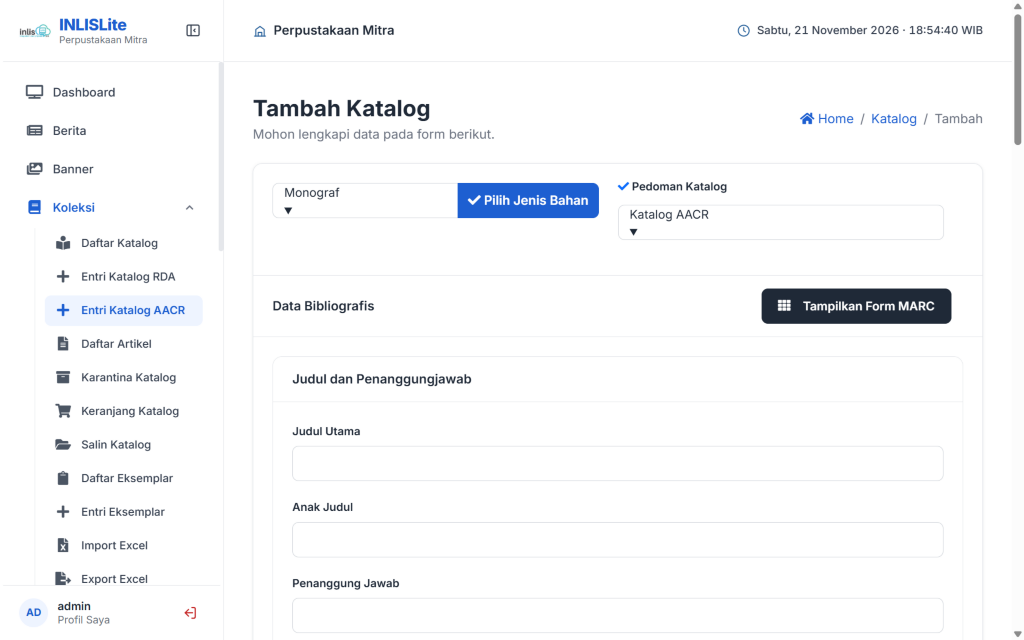 inlis
INLISLite
Perpustakaan Mitra
Perpustakaan Mitra
Sabtu, 21 November 2026 · 18:54:40 WIB
Dashboard
Berita
Banner
Koleksi
Daftar Katalog
Entri Katalog RDA
Entri Katalog AACR
Daftar Artikel
Karantina Katalog
Keranjang Katalog
Salin Katalog
Daftar Eksemplar
Entri Eksemplar
Import Excel
Export Excel
AD
admin
Profil Saya
Tambah Katalog
Mohon lengkapi data pada form berikut.
Home / Katalog / Tambah
Monograf
Pilih Jenis Bahan
Pedoman Katalog
Katalog AACR
Data Bibliografis
Tampilkan Form MARC
Judul dan Penanggungjawab
Judul Utama
Anak Judul
Penanggung Jawab